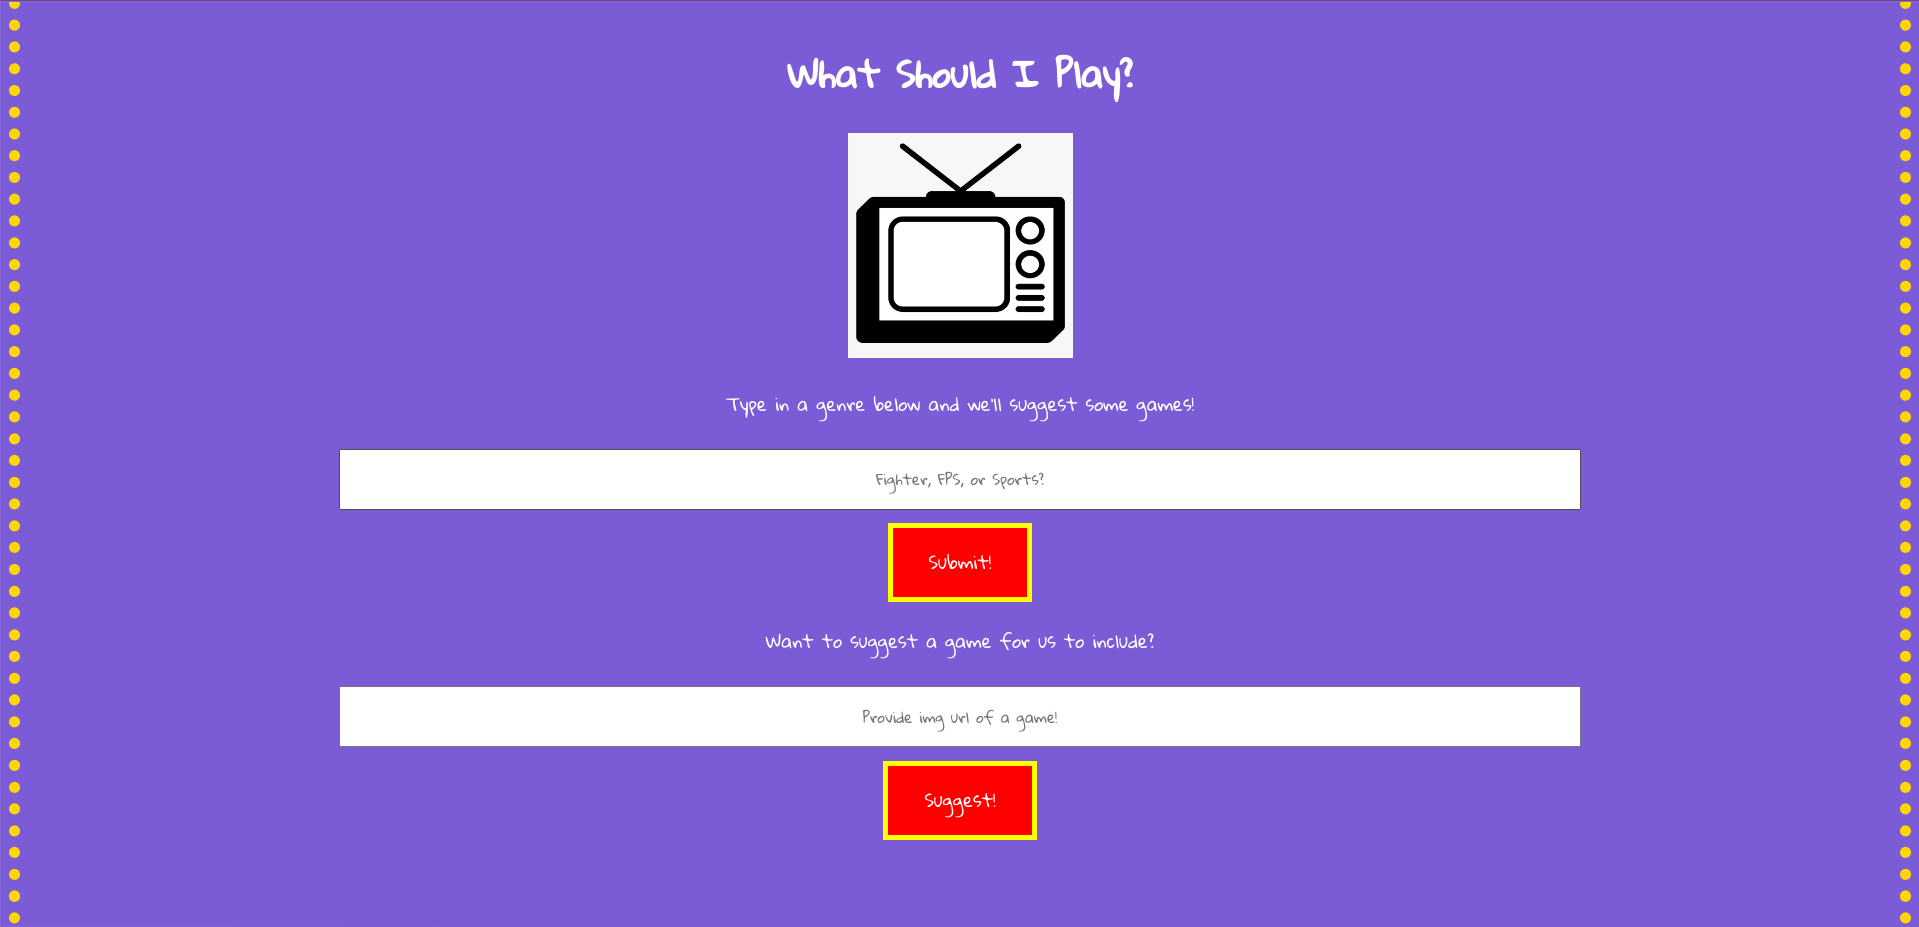 What Should I Play?
Type in a genre below and we'll suggest some games!
Fighter, FPS, or Sports?
Submit!
Want to suggest a game for us to include?
Provide img url of a game!
Suggest!